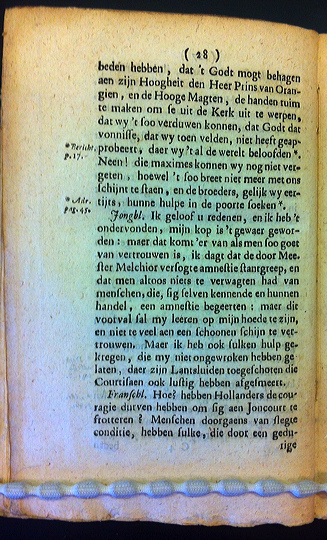 ( 28 )
beden hebben, dat 't Godt mogt behagen
aen zijn Hoogheit den Heer Prins van Oran-
gien, en de Hooge Magten, de handen ruim
te maken om se uit de Kerk uit te werpen,
dat wy 't soo verduwen konnen, dat Godt dat
vonnisse, dat wy toen velden, niet heeft geap-
* Bericht. p. 17. probeert, daer wy 't al de werelt beloofden *.
Neen! die maximes konnen wy nog niet ver-
geten, hoewel 't soo breet niet meer met ons
schijnt te staen, en de broeders, gelijk wy eer-
* Adr. pag. 45. tijts, hunne hulpe in de poorte soeken *.
Jongbl. Ik geloof u redenen, en ik heb 't
ondervonden, mijn kop is 't gewaer gewor-
den: maer dat komt 'er van als men soo goet
van vertrouwen is, ik dagt dat de door Mee-
ster Melchior versogte amnestie staurgreep, en
dat men altoos niets te verwagten had van
menschen, die, sig selven kennende en hunnen
handel, een amnestie begeerten: maer dit
voorval sal my leeren op mijn hoede te zijn,
en niet te veel aen een schoonen schijn te ver-
trouwen. Maer ik heb ook sulken hulp ge-
kregen, die my niet ongewroken hebben ge-
laten, daer zijn Lantsluiden toegeschoten die
Courtisaen ook lustig hebben afgesmeert.
Franschl. Hoe? hebben Hollanders de cou-
ragie durven hebben om sig aen Joncourt te
frotteren? Menschen doorgaens van slegte
conditie, hebben sulke, die door een gedu-
rige